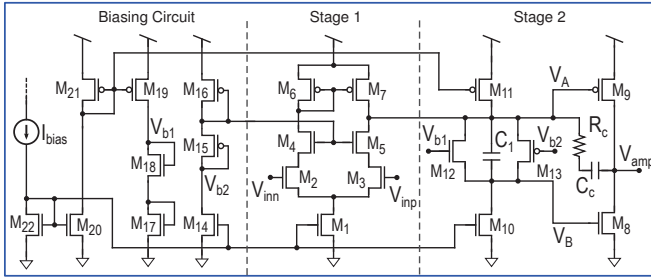 Biasing Circuit
Stage 1
Stage 2
M21
M19
M16
M6
M7
M11
VA
M9
Ibias
Vb1
M18
M15
Vb2
M4
M5
Vb1
C1
Vb2
Rc
M12
M13
Cc
Vamp
Vinn
M2
M3
Vinp
M22
M20
M17
M14
M1
M10
VB
M8